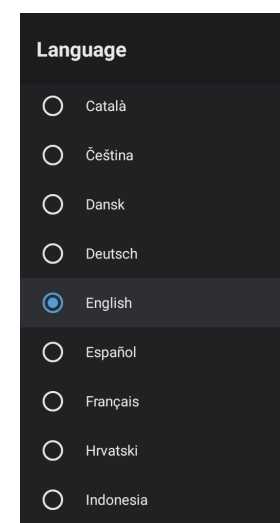 Language
Català
Čeština
Dansk
Deutsch
English
Español
Français
Hrvatski
Indonesia